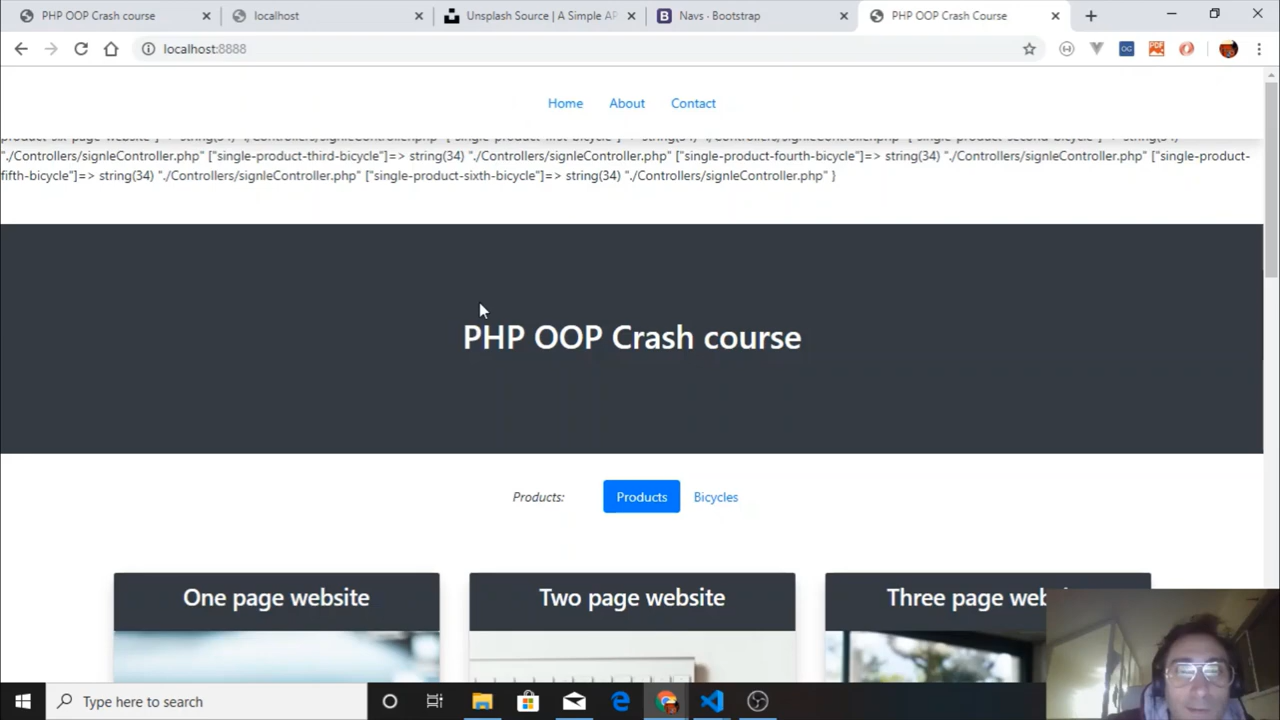 PHP OOP Crash course
localhost
Unsplash Source | A Simple AP
Navs · Bootstrap
PHP OOP Crash Course
localhost:8888
Home About Contact
"./Controllers/signleController.php" ["single-product-third-bicycle"]=> string(34) "./Controllers/signleController.php" ["single-product-fourth-bicycle"]=> string(34) "./Controllers/signleController.php" ["single-product-
fifth-bicycle"]=> string(34) "./Controllers/signleController.php" ["single-product-sixth-bicycle"]=> string(34) "./Controllers/signleController.php" }
PHP OOP Crash course
Products: Products Bicycles
One page website Two page website Three page web
Type here to search